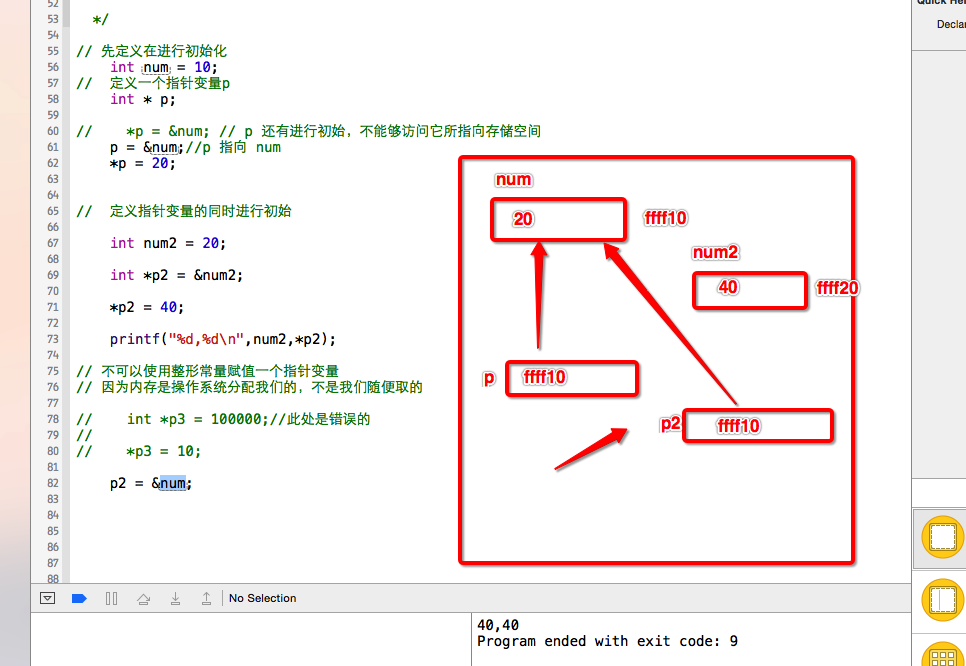 Quick Hel
Declar
52
53 */
54
55 // 先定义在进行初始化
56 int num = 10;
57 // 定义一个指针变量p
58 int * p;
59
60 // *p = &num; // p 还有进行初始，不能够访问它所指向存储空间
61 p = &num;//p 指向 num
62 *p = 20;
63
64
65 // 定义指针变量的同时进行初始
66
67 int num2 = 20;
68
69 int *p2 = &num2;
70
71 *p2 = 40;
72
73 printf("%d,%d\n",num2,*p2);
74
75 // 不可以使用整形常量赋值一个指针变量
76 // 因为内存是操作系统分配我们的，不是我们随便取的
77
78 // int *p3 = 100000;//此处是错误的
79 //
80 // *p3 = 10;
81
82 p2 = &num;
83
84
85
86
87
88
num
20 ffff10
num2
40 ffff20
p ffff10
p2 ffff10
No Selection
40,40
Program ended with exit code: 9